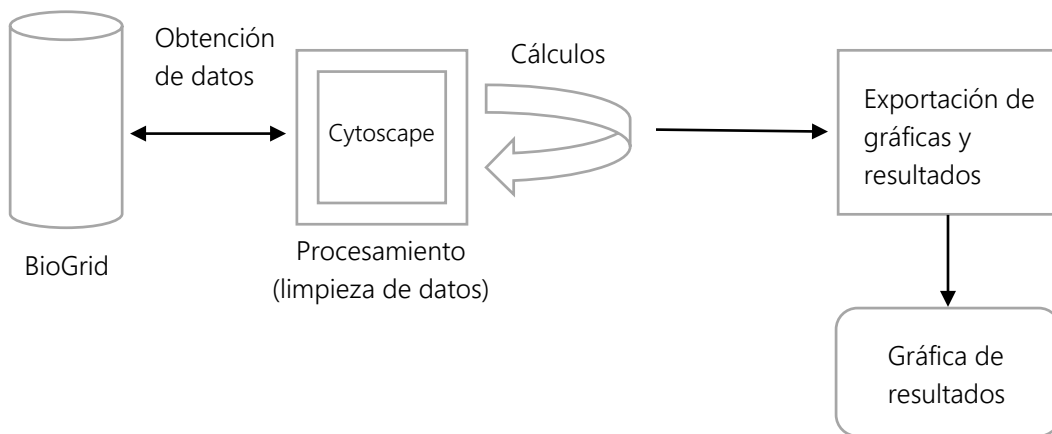 Obtención
de datos
BioGrid
Cytoscape
Procesamiento
(limpieza de datos)
Cálculos
Exportación de
gráficas y
resultados
Gráfica de
resultados